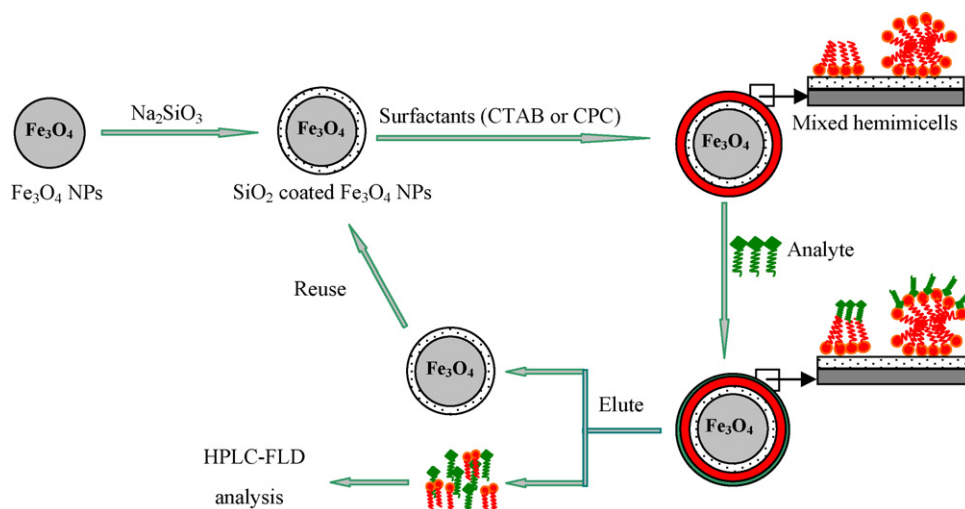 Fe₃O₄
Na₂SiO₃
Fe₃O₄
Surfactants (CTAB or CPC)
Fe₃O₄
Mixed hemimicells
Fe₃O₄ NPs
SiO₂ coated Fe₃O₄ NPs
Analyte
Reuse
Fe₃O₄
Elute
Fe₃O₄
HPLC-FLD
analysis